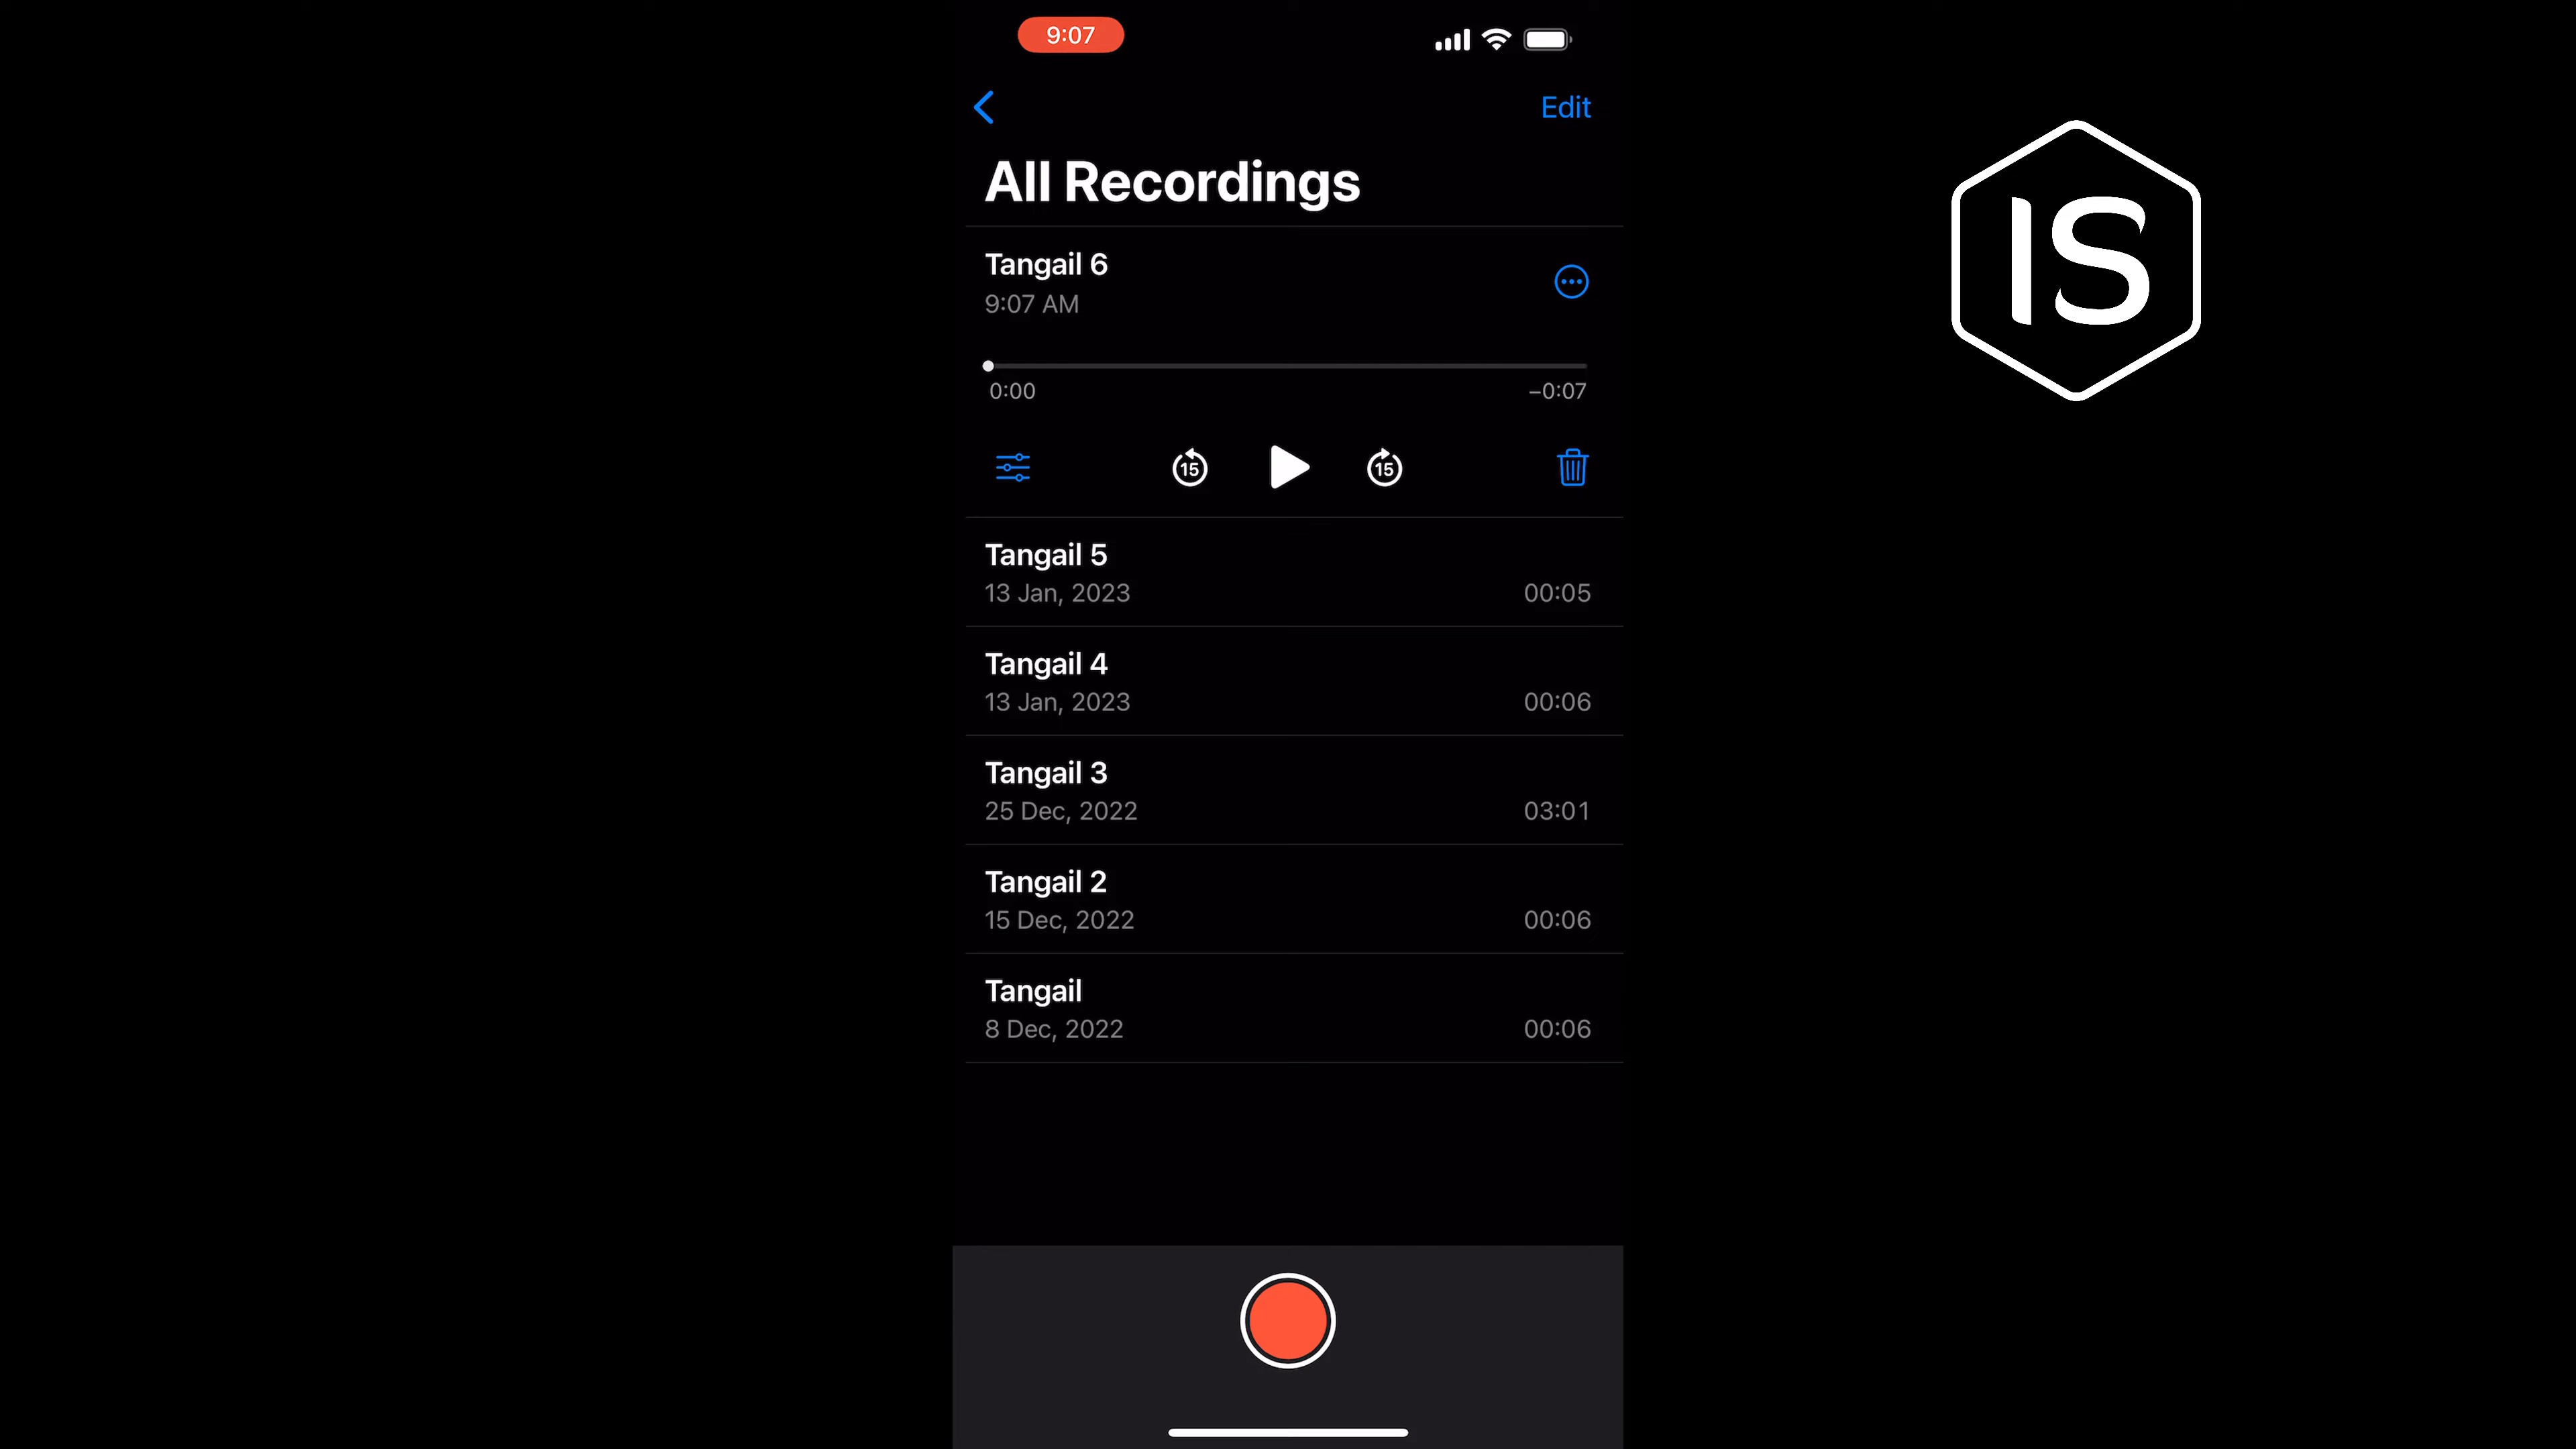 9:07
Edit
All Recordings
Tangail 6
9:07 AM
0:00 –0:07
15 15
Tangail 5
13 Jan, 2023 00:05
Tangail 4
13 Jan, 2023 00:06
Tangail 3
25 Dec, 2022 03:01
Tangail 2
15 Dec, 2022 00:06
Tangail
8 Dec, 2022 00:06
IS